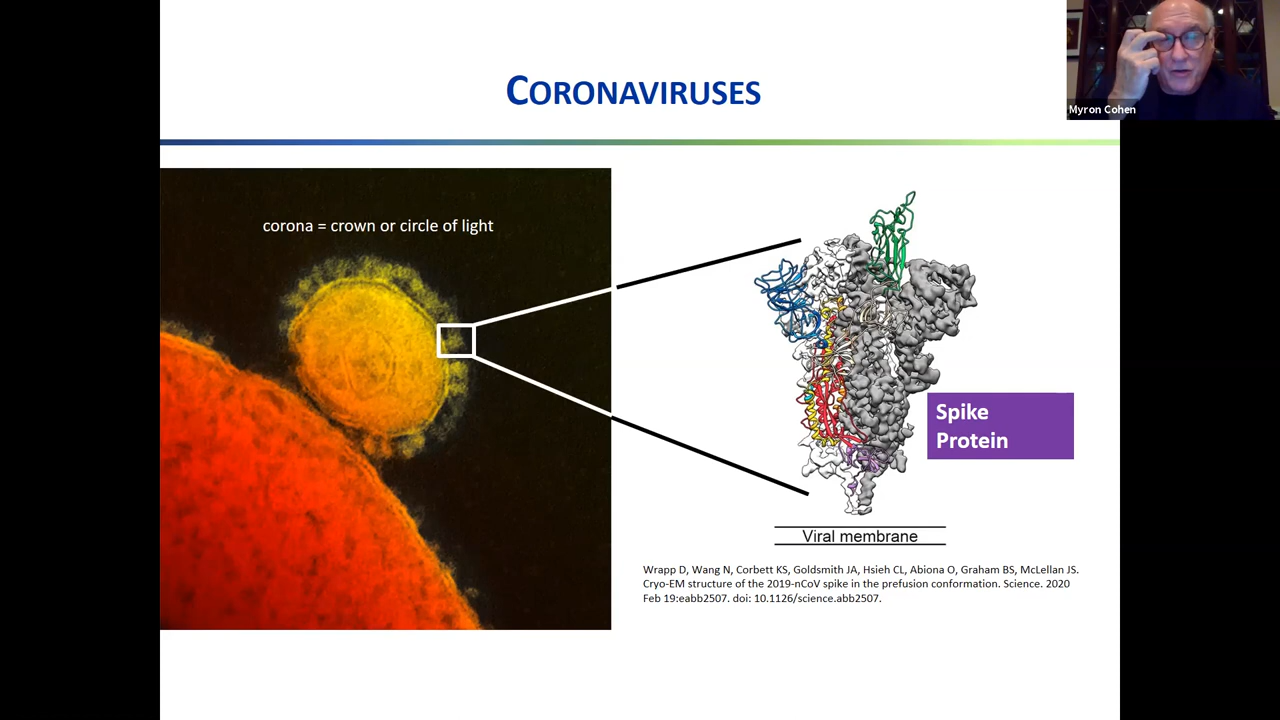 CORONAVIRUSES
Myron Cohen
corona = crown or circle of light
Spike
Protein
Viral membrane
Wrapp D, Wang N, Corbett KS, Goldsmith JA, Hsieh CL, Abiona O, Graham BS, McLellan JS.
Cryo-EM structure of the 2019-nCoV spike in the prefusion conformation. Science. 2020
Feb 19:eabb2507. doi: 10.1126/science.abb2507.